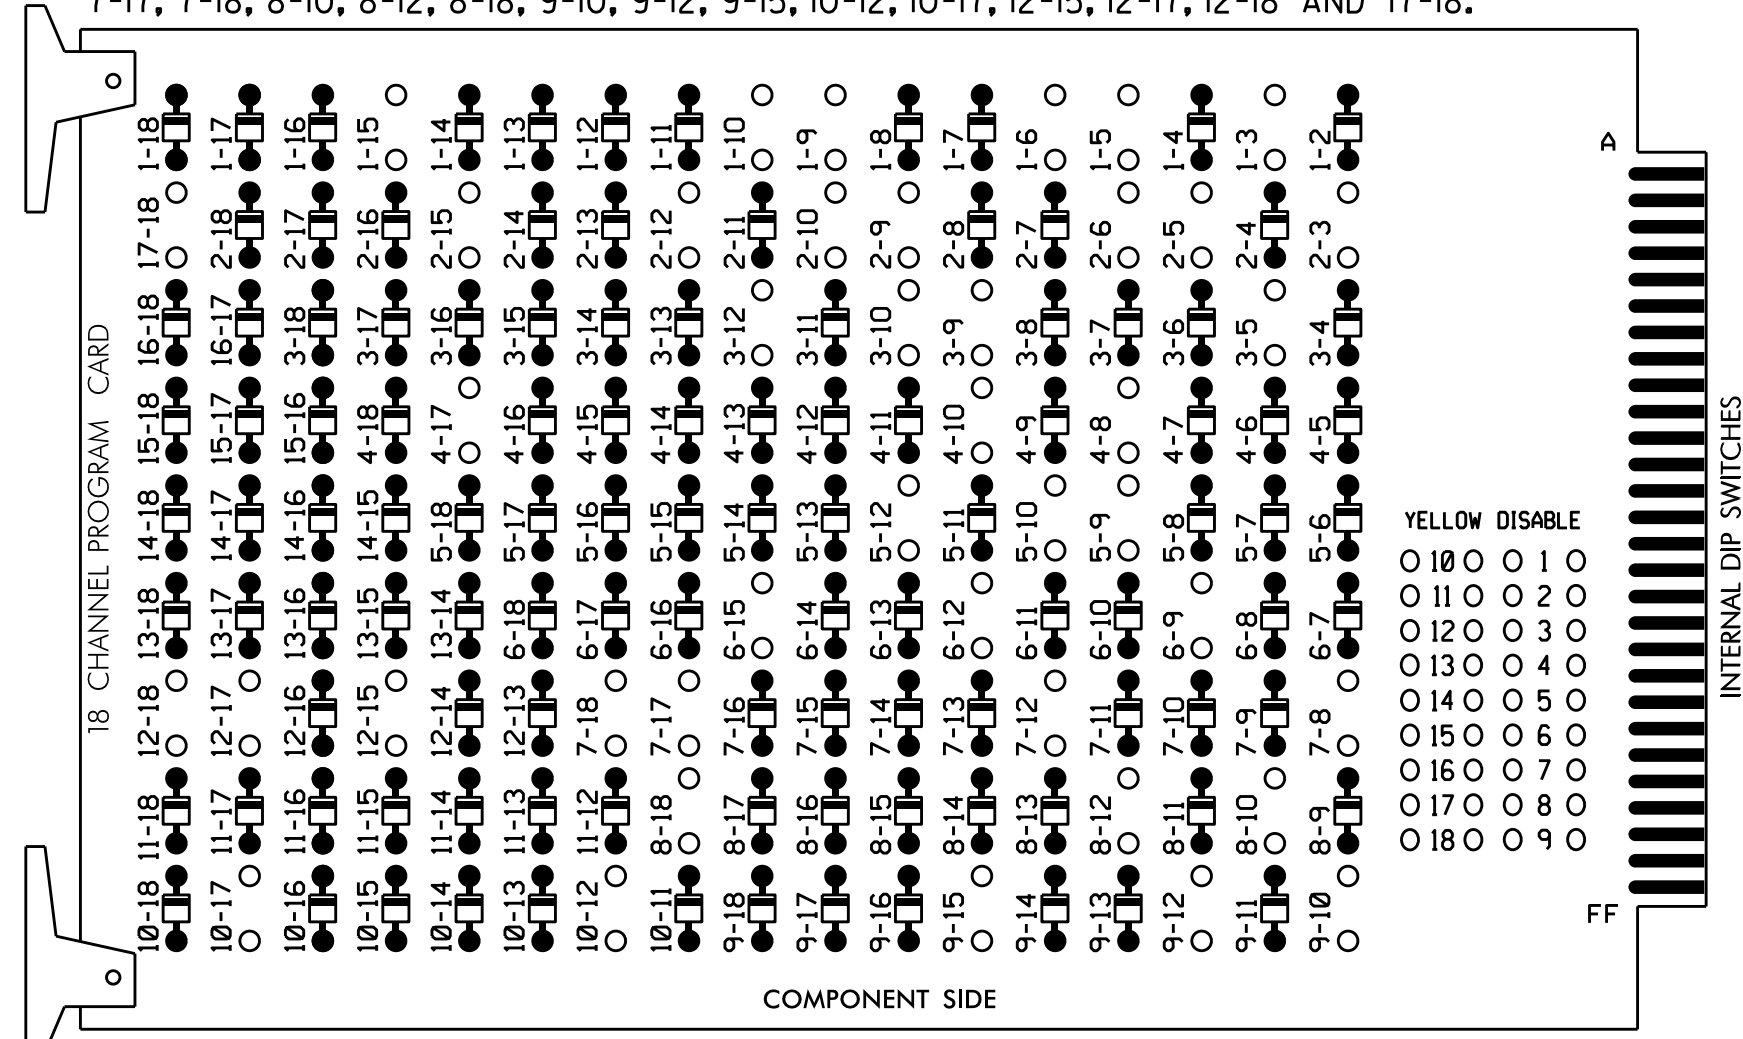 7-17, 7-18, 8-10, 8-12, 8-18, 9-10, 9-12, 9-15, 10-12, 10-17, 12-15, 12-17, 12-18 AND 17-18.
1-18 1-17 1-16 1-15 1-14 1-13 1-12 1-11 1-10 1-9 1-8 1-7 1-6 1-5 1-4 1-3 1-2
17-18 2-18 2-17 2-16 2-15 2-14 2-13 2-12 2-11 2-10 2-9 2-8 2-7 2-6 2-5 2-4 2-3
16-18 16-17 3-18 3-17 3-16 3-15 3-14 3-13 3-12 3-11 3-10 3-9 3-8 3-7 3-6 3-5 3-4
15-18 15-17 15-16 4-18 4-17 4-16 4-15 4-14 4-13 4-12 4-11 4-10 4-9 4-8 4-7 4-6 4-5
14-18 14-17 14-16 14-15 5-18 5-17 5-16 5-15 5-14 5-13 5-12 5-11 5-10 5-9 5-8 5-7 5-6
13-18 13-17 13-16 13-15 13-14 6-18 6-17 6-16 6-15 6-14 6-13 6-12 6-11 6-10 6-9 6-8 6-7
12-18 12-17 12-16 12-15 12-14 12-13 7-18 7-17 7-16 7-15 7-14 7-13 7-12 7-11 7-10 7-9 7-8
11-18 11-17 11-16 11-15 11-14 11-13 11-12 8-18 8-17 8-16 8-15 8-14 8-13 8-12 8-11 8-10 8-9
10-18 10-17 10-16 10-15 10-14 10-13 10-12 10-11 9-18 9-17 9-16 9-15 9-14 9-13 9-12 9-11 9-10
18 CHANNEL PROGRAM CARD
A
YELLOW DISABLE
10 1
11 2
12 3
13 4
14 5
15 6
16 7
17 8
18 9
FF
INTERNAL DIP SWITCHES
COMPONENT SIDE